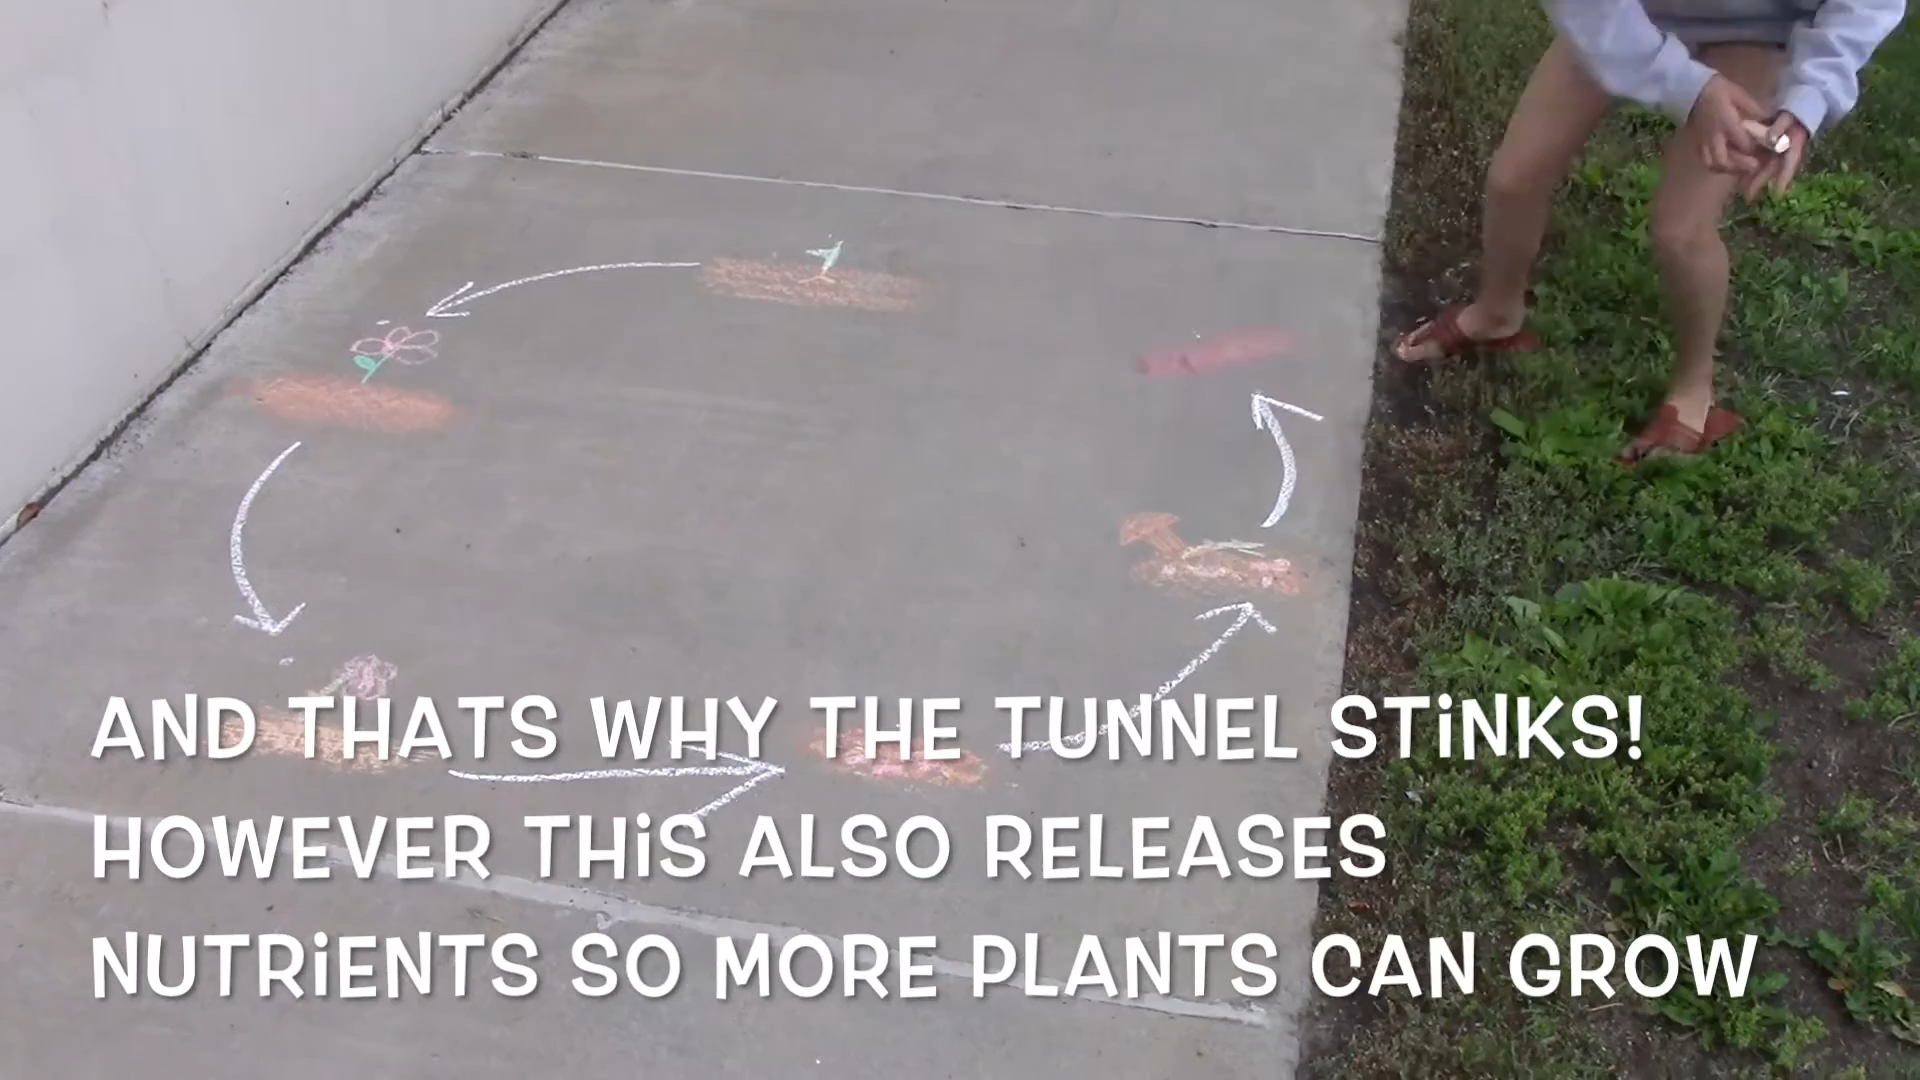 AND THATS WHY THE TUNNEL STiNKS!
HOWEVER THiS ALSO RELEASES
NUTRiENTS SO MORE PLANTS CAN GROW